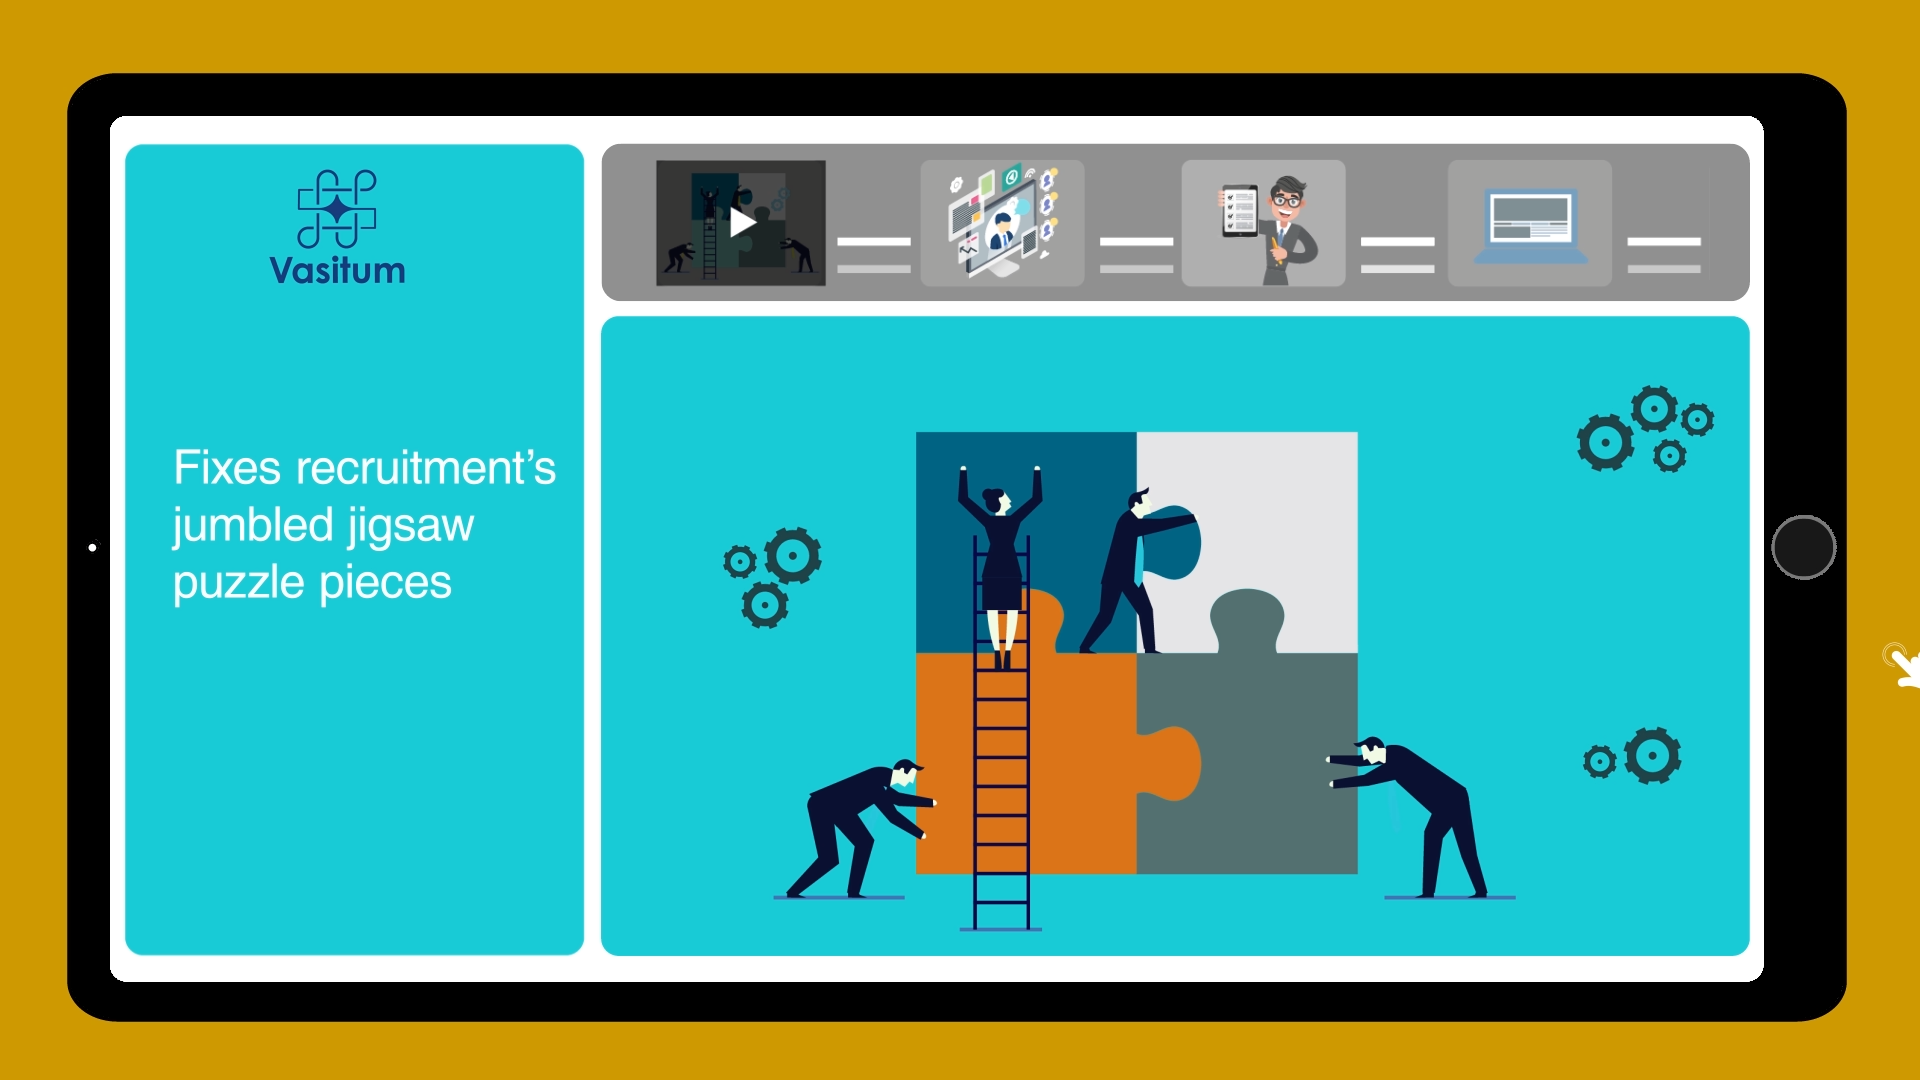 Vasitum
Fixes recruitment’s
jumbled jigsaw
puzzle pieces